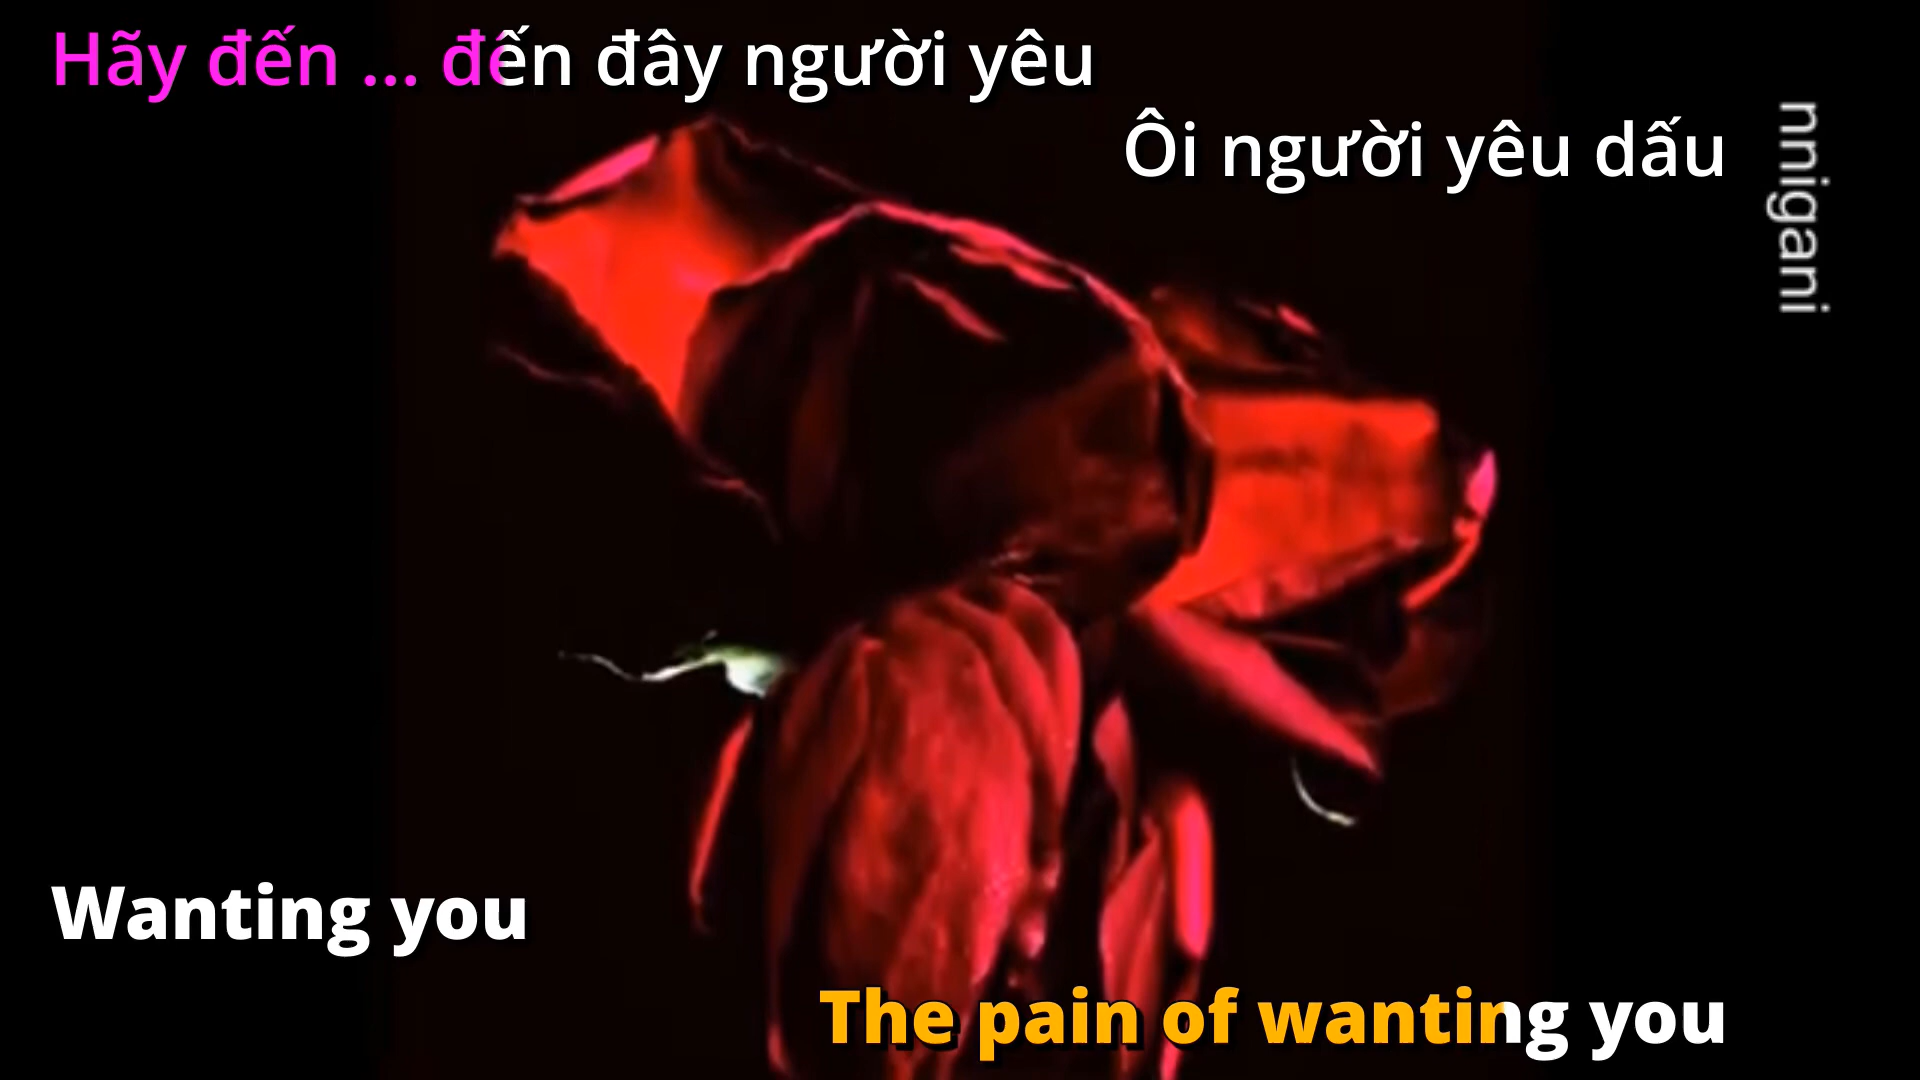 Hãy đến ... đến đây người yêu
Ôi người yêu dấu
nnigani
Wanting you
The pain of wanting you